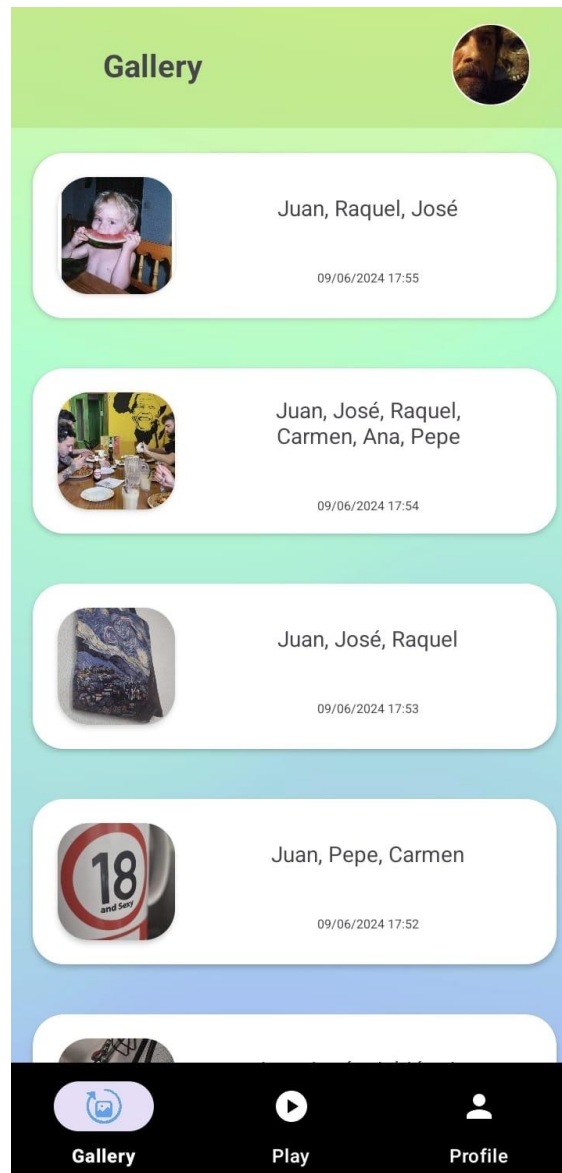 Gallery
Juan, Raquel, José
09/06/2024 17:55
Juan, José, Raquel,
Carmen, Ana, Pepe
09/06/2024 17:54
Juan, José, Raquel
09/06/2024 17:53
18
and Sexy
Juan, Pepe, Carmen
09/06/2024 17:52
Gallery
Play
Profile